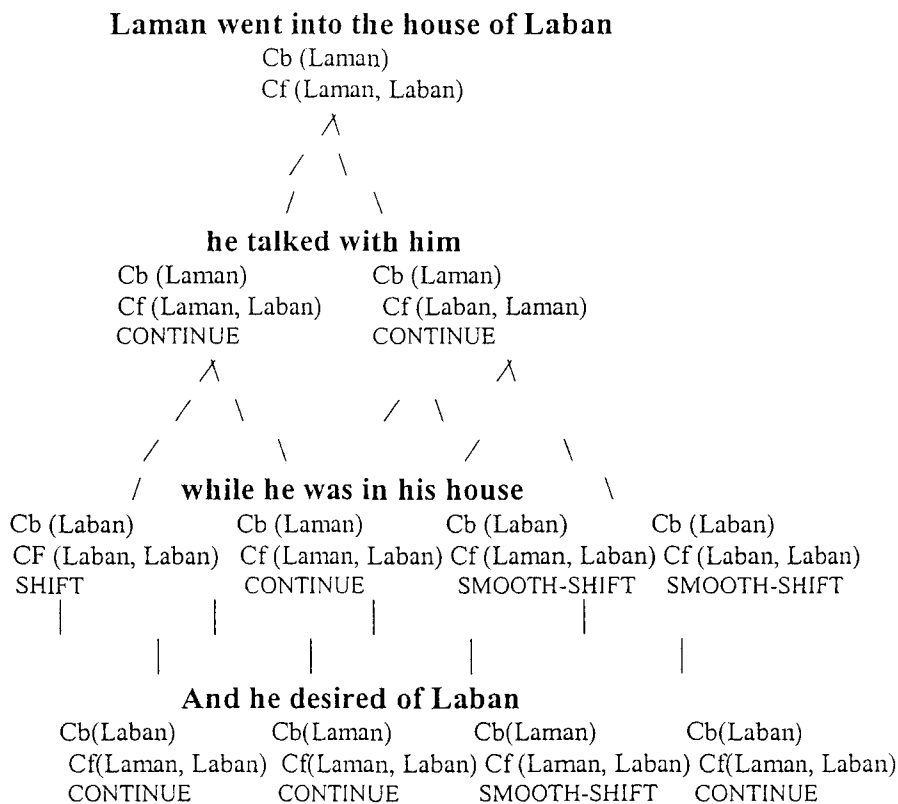 Laman went into the house of Laban
Cb (Laman)
Cf (Laman, Laban)
he talked with him
Cb (Laman) Cb (Laman)
Cf (Laman, Laban) Cf (Laban, Laman)
CONTINUE CONTINUE
while he was in his house
Cb (Laban) Cb (Laman) Cb (Laban) Cb (Laban)
CF (Laban, Laban) Cf (Laman, Laban) Cf (Laman, Laban) Cf (Laban, Laban)
SHIFT CONTINUE SMOOTH-SHIFT SMOOTH-SHIFT
And he desired of Laban
Cb(Laban) Cb(Laman) Cb(Laman) Cb(Laban)
Cf(Laman, Laban) Cf(Laman, Laban) Cf (Laman, Laban) Cf(Laman, Laban)
CONTINUE CONTINUE SMOOTH-SHIFT CONTINUE